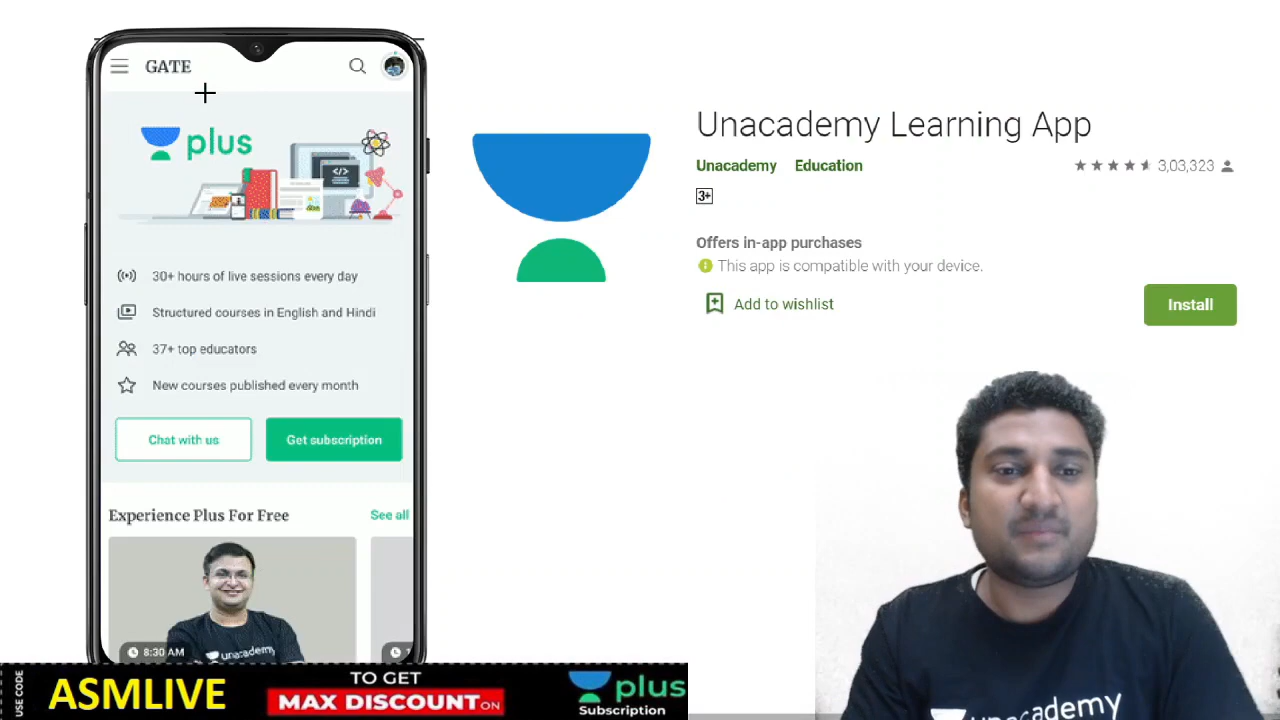 GATE
plus
30+ hours of live sessions every day
Structured courses in English and Hindi
37+ top educators
New courses published every month
Chat with us
Get subscription
Experience Plus For Free
See all
unacademy
8:30 AM
Unacademy Learning App
Unacademy Education
3,03,323
3+
Offers in-app purchases
This app is compatible with your device.
Add to wishlist
Install
unacademy
USE CODE
ASMLIVE
TO GET
MAX DISCOUNT ON
plus
Subscription